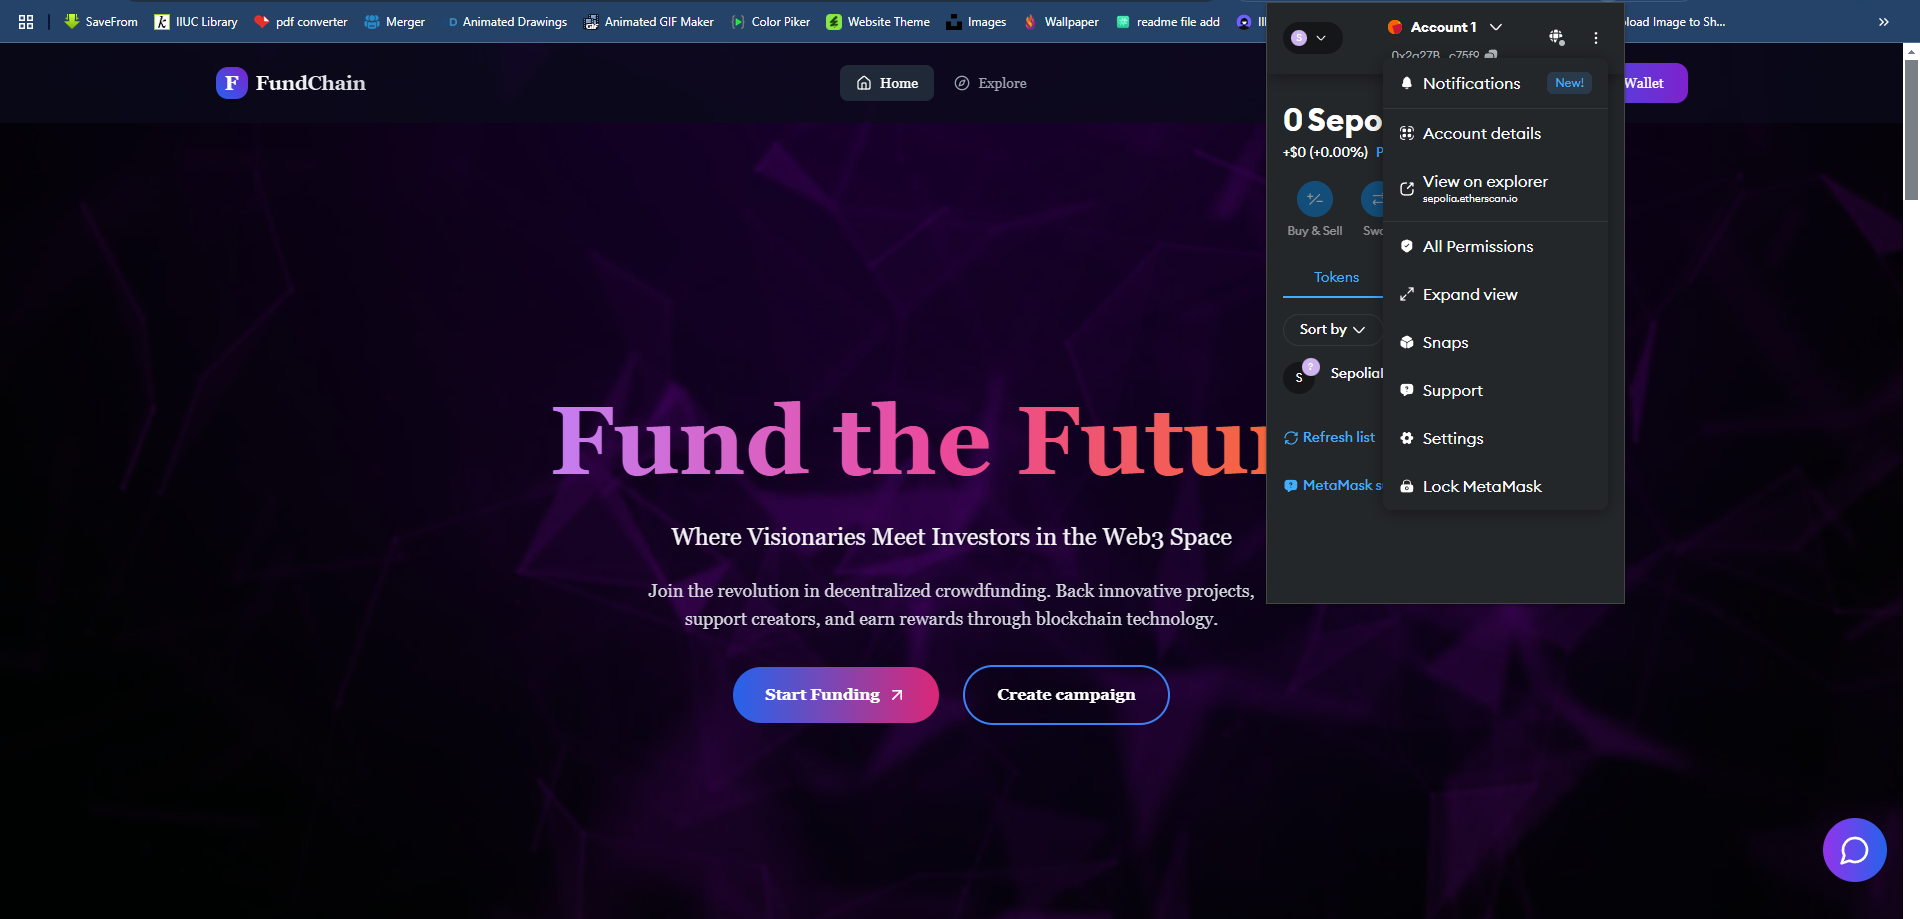 SaveFrom
IIUC Library
pdf converter
Merger
Animated Drawings
Animated GIF Maker
Color Piker
Website Theme
Images
Wallpaper
readme file add
Image to Sh...
F FundChain
Home
Explore
Wallet
S
Account 1
0x2a27B...c75f9
Notifications New!
Account details
View on explorer
sepolia.etherscan.io
All Permissions
Expand view
Snaps
Support
Settings
Lock MetaMask
0 Sepo
+$0 (+0.00%) P
Buy & Sell
Swa
Tokens
Sort by
S
?
Sepolia
Refresh list
MetaMask s
Fund the Futur
Where Visionaries Meet Investors in the Web3 Space
Join the revolution in decentralized crowdfunding. Back innovative projects,
support creators, and earn rewards through blockchain technology.
Start Funding
Create campaign